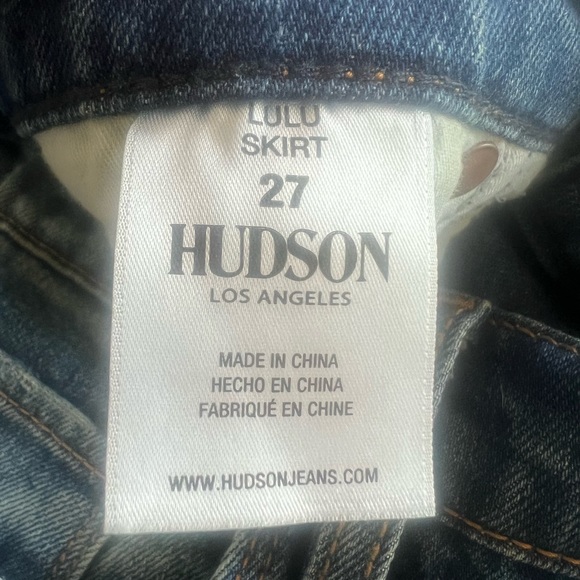 LULU
SKIRT
27
HUDSON
LOS ANGELES
MADE IN CHINA
HECHO EN CHINA
FABRIQUÉ EN CHINE
WWW.HUDSONJEANS.COM